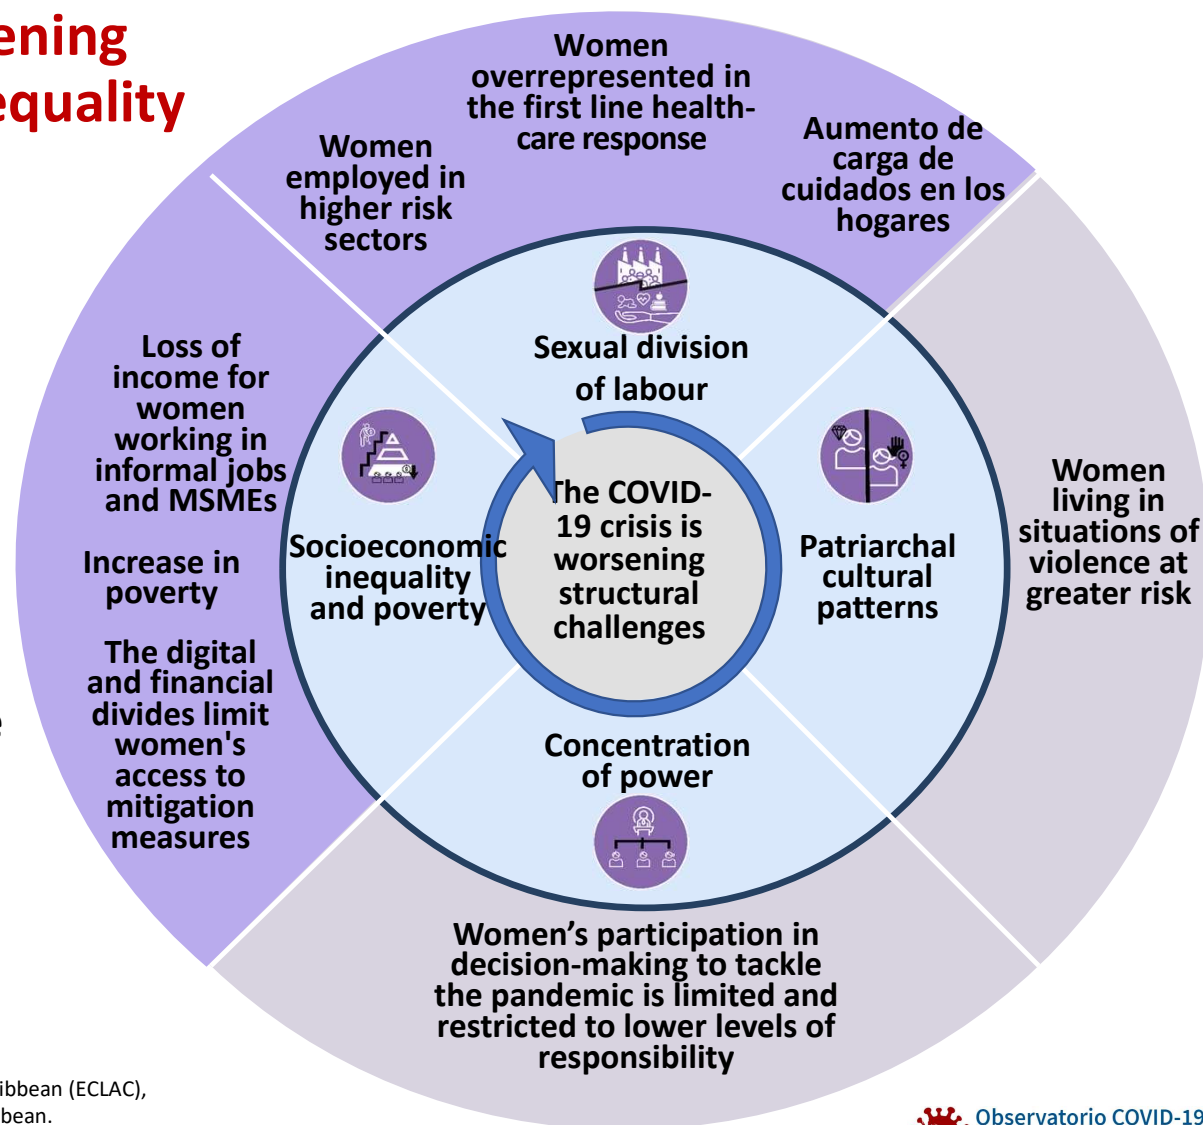 ening
equality
Women
overrepresented in
the first line health-
care response
Women
employed in
higher risk
sectors
Aumento de
carga de
cuidados en los
hogares
Sexual division
of labour
Loss of
income for
women
working in
informal jobs
and MSMEs
Increase in
poverty
The digital
and financial
divides limit
women's
access to
mitigation
measures
Socioeconomic
inequality
and poverty
The COVID-
19 crisis is
worsening
structural
challenges
Patriarchal
cultural
patterns
Women
living in
situations of
violence at
greater risk
e
Concentration
of power
Women’s participation in
decision-making to tackle
the pandemic is limited and
restricted to lower levels of
responsibility
ibbean (ECLAC),
bean.
Observatorio COVID-19